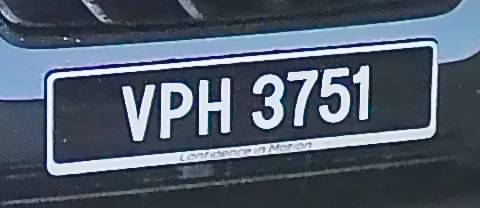 VPH 3751
Confidence in Motion